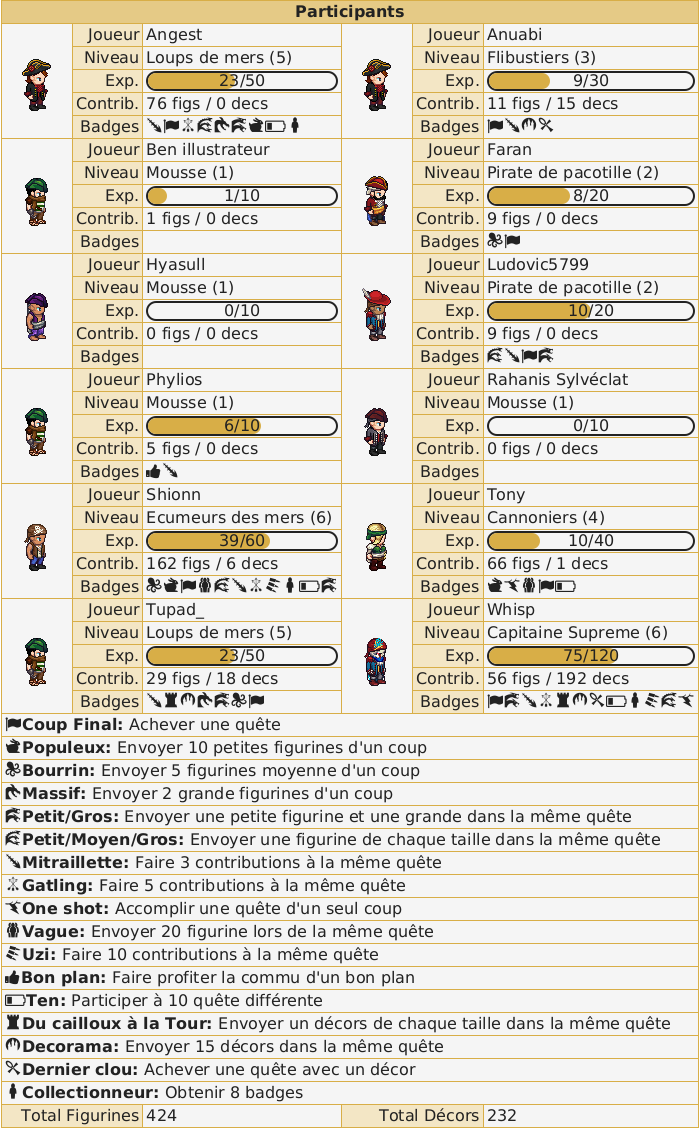 Participants
Joueur Angest
Niveau Loups de mers (5)
Exp. 23/50
Contrib. 76 figs / 0 decs
Badges
Joueur Anuabi
Niveau Flibustiers (3)
Exp. 9/30
Contrib. 11 figs / 15 decs
Badges
Joueur Ben illustrateur
Niveau Mousse (1)
Exp. 1/10
Contrib. 1 figs / 0 decs
Badges
Joueur Faran
Niveau Pirate de pacotille (2)
Exp. 8/20
Contrib. 9 figs / 0 decs
Badges
Joueur Hyasull
Niveau Mousse (1)
Exp. 0/10
Contrib. 0 figs / 0 decs
Badges
Joueur Ludovic5799
Niveau Pirate de pacotille (2)
Exp. 10/20
Contrib. 9 figs / 0 decs
Badges
Joueur Phylios
Niveau Mousse (1)
Exp. 6/10
Contrib. 5 figs / 0 decs
Badges
Joueur Rahanis Sylvéclat
Niveau Mousse (1)
Exp. 0/10
Contrib. 0 figs / 0 decs
Badges
Joueur Shionn
Niveau Ecumeurs des mers (6)
Exp. 39/60
Contrib. 162 figs / 6 decs
Badges
Joueur Tony
Niveau Cannoniers (4)
Exp. 10/40
Contrib. 66 figs / 1 decs
Badges
Joueur Tupad_
Niveau Loups de mers (5)
Exp. 23/50
Contrib. 29 figs / 18 decs
Badges
Joueur Whisp
Niveau Capitaine Supreme (6)
Exp. 75/120
Contrib. 56 figs / 192 decs
Badges
Coup Final: Achever une quête
Populeux: Envoyer 10 petites figurines d'un coup
Bourrin: Envoyer 5 figurines moyenne d'un coup
Massif: Envoyer 2 grande figurines d'un coup
Petit/Gros: Envoyer une petite figurine et une grande dans la même quête
Petit/Moyen/Gros: Envoyer une figurine de chaque taille dans la même quête
Mitraillette: Faire 3 contributions à la même quête
Gatling: Faire 5 contributions à la même quête
One shot: Accomplir une quête d'un seul coup
Vague: Envoyer 20 figurine lors de la même quête
Uzi: Faire 10 contributions à la même quête
Bon plan: Faire profiter la commu d'un bon plan
Ten: Participer à 10 quête différente
Du cailloux à la Tour: Envoyer un décors de chaque taille dans la même quête
Decorama: Envoyer 15 décors dans la même quête
Dernier clou: Achever une quête avec un décor
Collectionneur: Obtenir 8 badges
Total Figurines 424
Total Décors 232